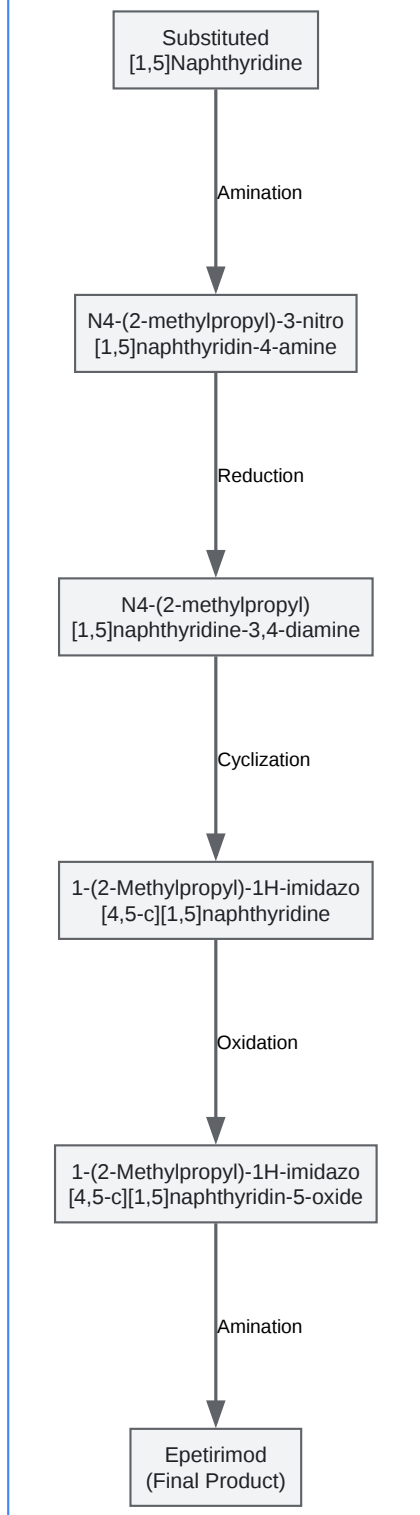 Substituted
[1,5]Naphthyridine
Amination
N4-(2-methylpropyl)-3-nitro
[1,5]naphthyridin-4-amine
Reduction
N4-(2-methylpropyl)
[1,5]naphthyridine-3,4-diamine
Cyclization
1-(2-Methylpropyl)-1H-imidazo
[4,5-c][1,5]naphthyridine
Oxidation
1-(2-Methylpropyl)-1H-imidazo
[4,5-c][1,5]naphthyridin-5-oxide
Amination
Epetirimod
(Final Product)